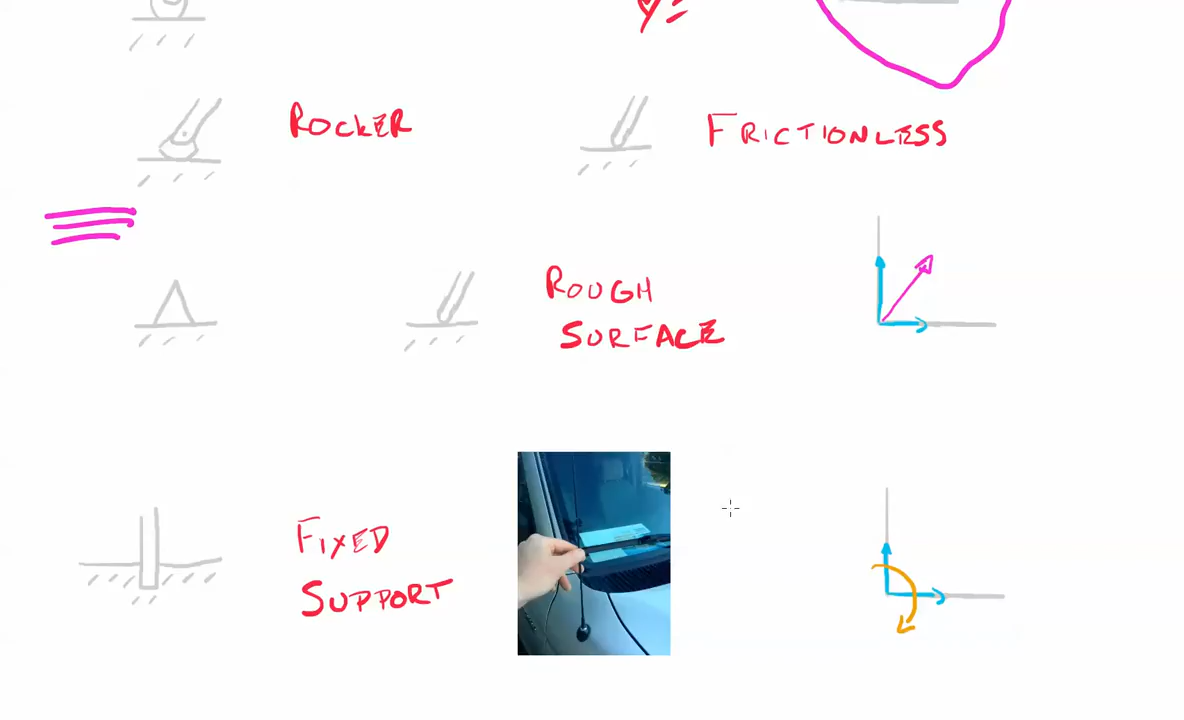 ROCKER
FRICTIONLESS
ROUGH
SURFACE
FIXED
SUPPORT